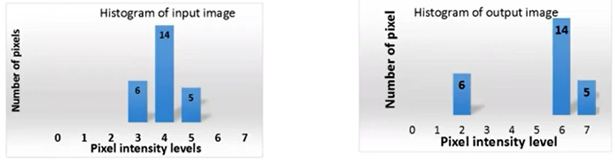 Histogram of input image
Number of pixels
14
6
5
0 1 2 3 4 5 6 7
Pixel intensity levels
Histogram of output image
Number of pixel
14
6
5
0 1 2 3 4 5 6 7
Pixel intensity level